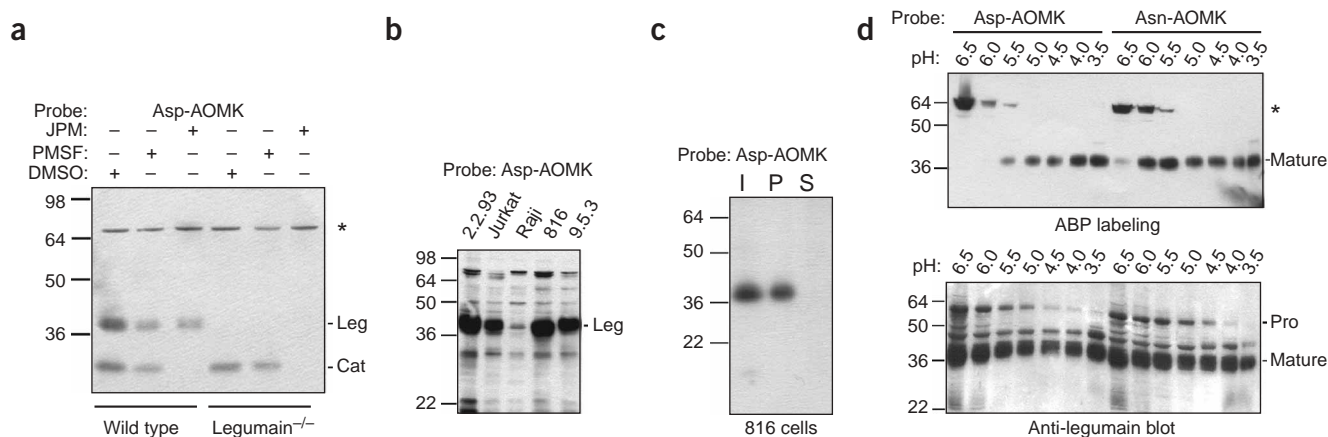 a
Probe: Asp-AOMK
JPM: – – + – – +
PMSF: – + – – + –
DMSO: + – – + – –
98
64
50
36
*
Leg
Cat
Wild type Legumain–/–
b
Probe: Asp-AOMK
2.2.93 Jurkat Raji 816 9.5.3
98
64
50
36
22
Leg
c
Probe: Asp-AOMK
I P S
64
50
36
22
816 cells
d
Probe: Asp-AOMK Asn-AOMK
pH: 6.5 6.0 5.5 5.0 4.5 4.0 3.5 6.5 6.0 5.5 5.0 4.5 4.0 3.5
64
50
36
*
Mature
ABP labeling
pH: 6.5 6.0 5.5 5.0 4.5 4.0 3.5 6.5 6.0 5.5 5.0 4.5 4.0 3.5
64
50
36
22
Pro
Mature
Anti-legumain blot